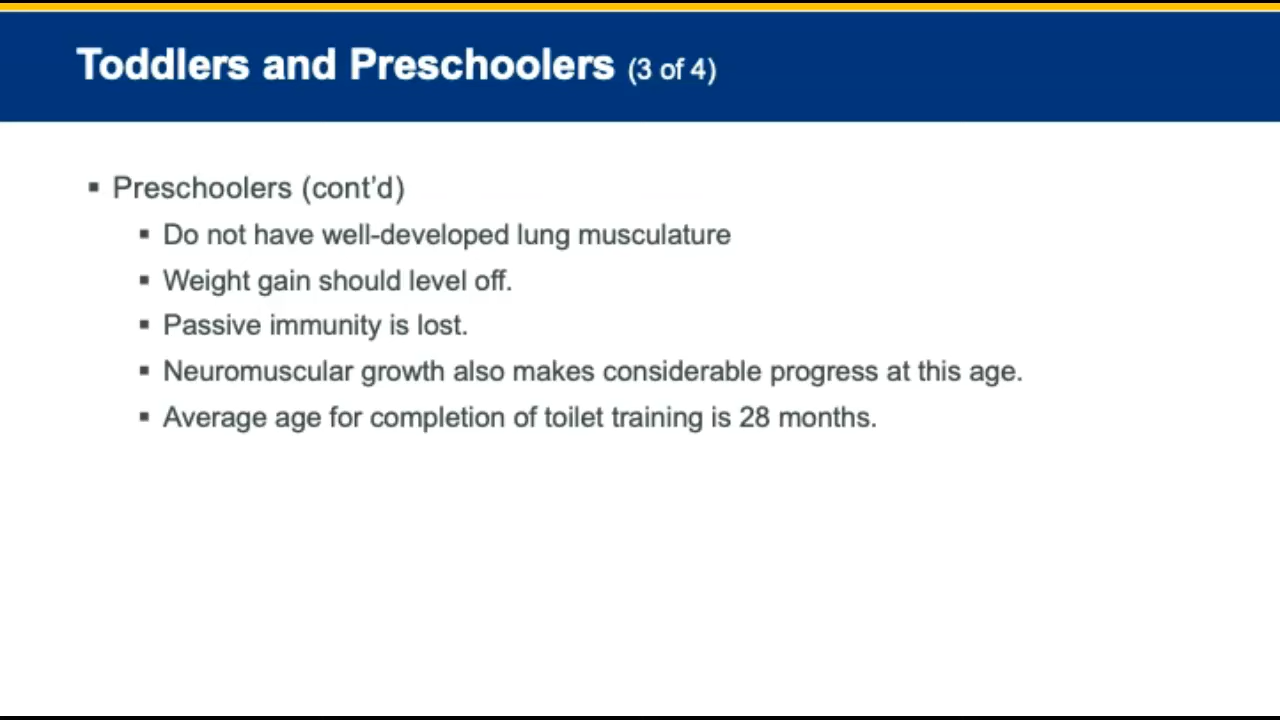 Toddlers and Preschoolers (3 of 4)
▪ Preschoolers (cont’d)
▪ Do not have well-developed lung musculature
▪ Weight gain should level off.
▪ Passive immunity is lost.
▪ Neuromuscular growth also makes considerable progress at this age.
▪ Average age for completion of toilet training is 28 months.